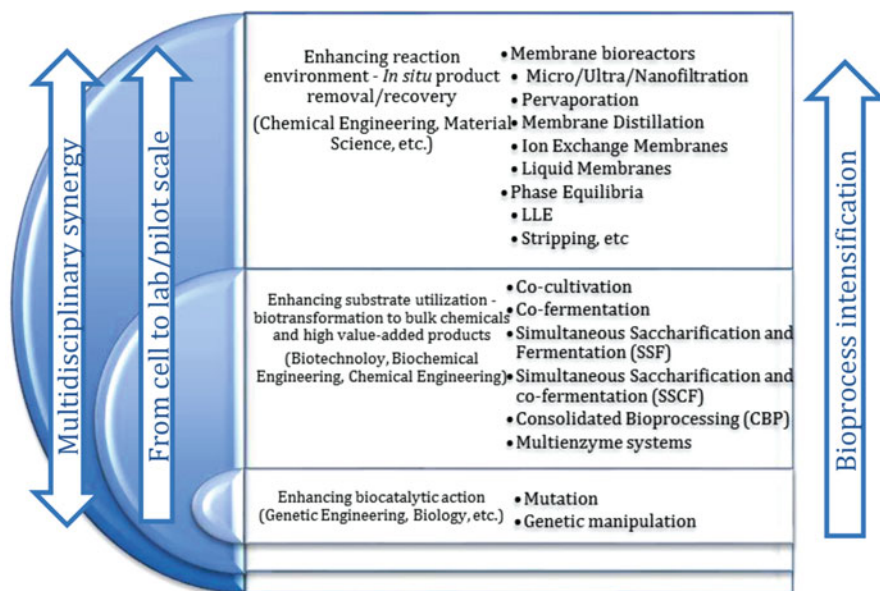 Multidisciplinary synergy
From cell to lab/pilot scale
Enhancing reaction
environment - In situ product
removal/recovery
(Chemical Engineering, Material
Science, etc.)
• Membrane bioreactors
• Micro/Ultra/Nanofiltration
• Pervaporation
• Membrane Distillation
• Ion Exchange Membranes
• Liquid Membranes
• Phase Equilibria
• LLE
• Stripping, etc
Enhancing substrate utilization -
biotransformation to bulk chemicals
and high value-added products
(Biotechnoloy, Biochemical
Engineering, Chemical Engineering)
• Co-cultivation
• Co-fermentation
• Simultaneous Saccharification and
Fermentation (SSF)
• Simultaneous Saccharification and
co-fermentation (SSCF)
• Consolidated Bioprocessing (CBP)
• Multienzyme systems
Enhancing biocatalytic action
(Genetic Engineering, Biology, etc.)
• Mutation
• Genetic manipulation
Bioprocess intensification